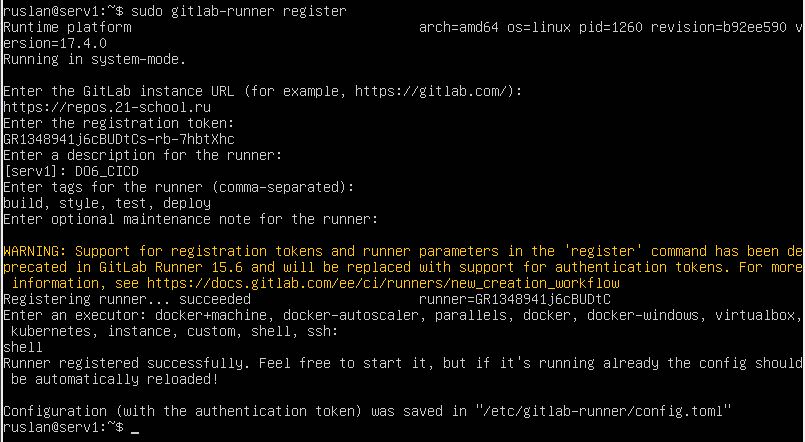 ruslan@serv1:~$ sudo gitlab-runner register
Runtime platform                                    arch=amd64 os=linux pid=1260 revision=b92ee590 v
ersion=17.4.0
Running in system-mode.

Enter the GitLab instance URL (for example, https://gitlab.com/):
https://repos.21-school.ru
Enter the registration token:
GR1348941j6cBUDtCs-rb-7hbtXhc
Enter a description for the runner:
[serv1]: DO6_CICD
Enter tags for the runner (comma-separated):
build, style, test, deploy
Enter optional maintenance note for the runner:

WARNING: Support for registration tokens and runner parameters in the 'register' command has been de
precated in GitLab Runner 15.6 and will be replaced with support for authentication tokens. For more
 information, see https://docs.gitlab.com/ee/ci/runners/new_creation_workflow
Registering runner... succeeded                     runner=GR1348941j6cBUDtC
Enter an executor: docker+machine, docker-autoscaler, parallels, docker, docker-windows, virtualbox,
 kubernetes, instance, custom, shell, ssh:
shell
Runner registered successfully. Feel free to start it, but if it's running already the config should
 be automatically reloaded!

Configuration (with the authentication token) was saved in "/etc/gitlab-runner/config.toml"
ruslan@serv1:~$ _